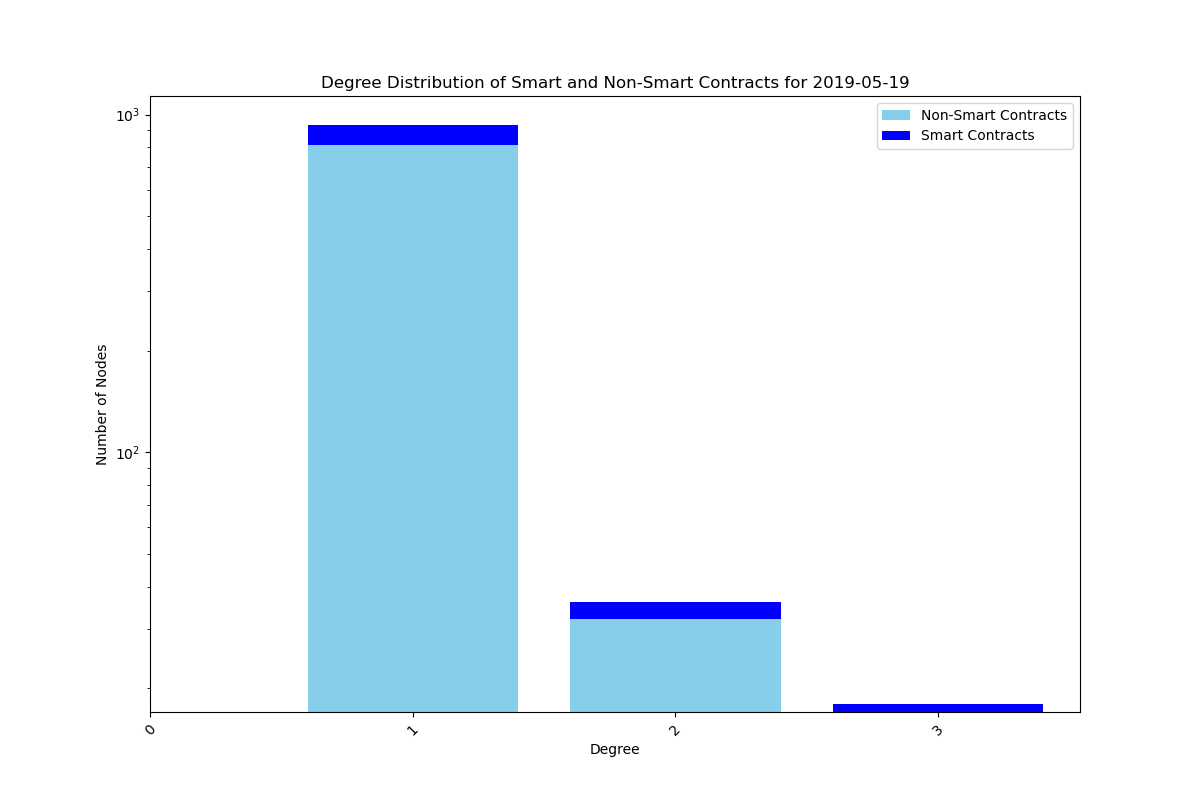 Degree Distribution of Smart and Non-Smart Contracts for 2019-05-19
10³
Non-Smart Contracts
Smart Contracts
Number of Nodes
10²
0 1 2 3
Degree